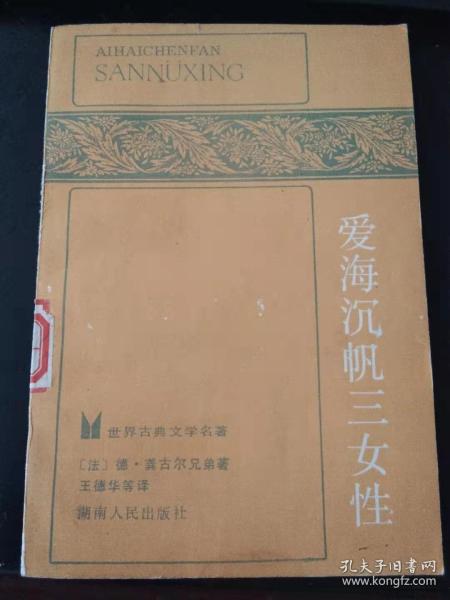 AIHAICHENFAN
SANNÜXING
爱海沉帆三女性
世界古典文学名著
〔法〕德·龚古尔兄弟著
王德华等译
湖南人民出版社
孔夫子旧书网
www.kongfz.com